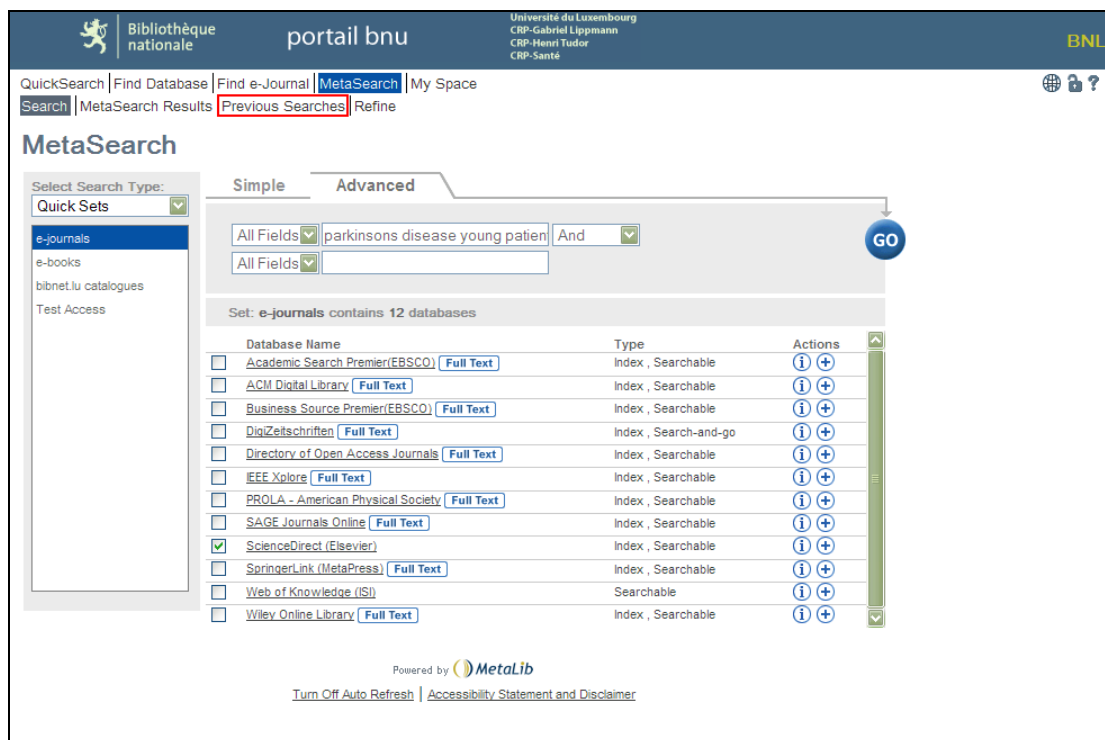 Bibliothèque nationale
portail bnu
Université du Luxembourg
CRP-Gabriel Lippmann
CRP-Henri Tudor
CRP-Santé
BNL
QuickSearch Find Database Find e-Journal MetaSearch My Space
Search MetaSearch Results Previous Searches Refine
MetaSearch
Select Search Type:
Quick Sets
e-journals
e-books
bibnet.lu catalogues
Test Access
Simple Advanced
All Fields parkinsons disease young patien And
All Fields
GO
Set: e-journals contains 12 databases
Database Name Type Actions
Academic Search Premier(EBSCO) Full Text Index , Searchable
ACM Digital Library Full Text Index , Searchable
Business Source Premier(EBSCO) Full Text Index , Searchable
DigiZeitschriften Full Text Index , Search-and-go
Directory of Open Access Journals Full Text Index , Searchable
IEEE Xplore Full Text Index , Searchable
PROLA - American Physical Society Full Text Index , Searchable
SAGE Journals Online Full Text Index , Searchable
ScienceDirect (Elsevier) Index , Searchable
SpringerLink (MetaPress) Full Text Index , Searchable
Web of Knowledge (ISI) Searchable
Wiley Online Library Full Text Index , Searchable
Powered by MetaLib
Turn Off Auto Refresh | Accessibility Statement and Disclaimer